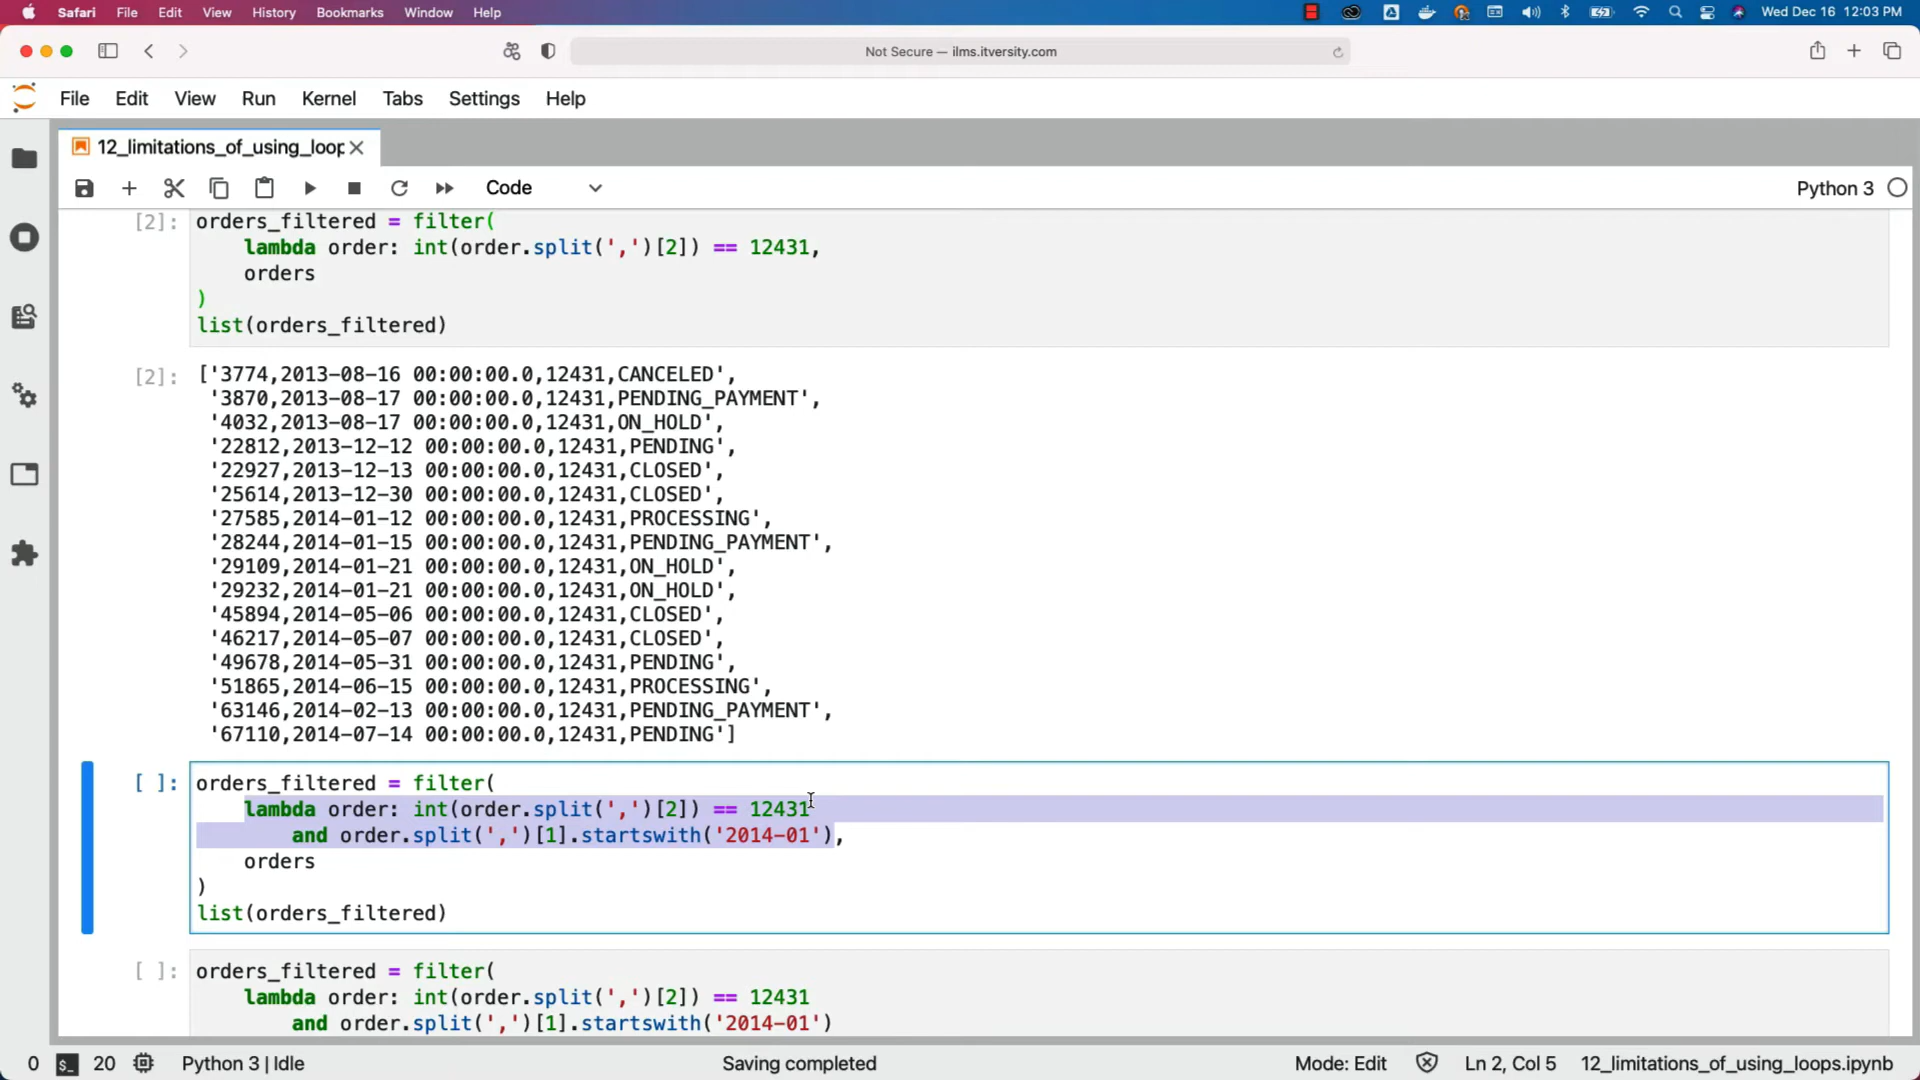 Safari File Edit View History Bookmarks Window Help Wed Dec 16 12:03 PM
Not Secure — ilms.itversity.com
File Edit View Run Kernel Tabs Settings Help
12_limitations_of_using_loop
Code Python 3
[2]: orders_filtered = filter(
lambda order: int(order.split(',')[2]) == 12431,
orders
)
list(orders_filtered)
[2]: ['3774,2013-08-16 00:00:00.0,12431,CANCELED',
'3870,2013-08-17 00:00:00.0,12431,PENDING_PAYMENT',
'4032,2013-08-17 00:00:00.0,12431,ON_HOLD',
'22812,2013-12-12 00:00:00.0,12431,PENDING',
'22927,2013-12-13 00:00:00.0,12431,CLOSED',
'25614,2013-12-30 00:00:00.0,12431,CLOSED',
'27585,2014-01-12 00:00:00.0,12431,PROCESSING',
'28244,2014-01-15 00:00:00.0,12431,PENDING_PAYMENT',
'29109,2014-01-21 00:00:00.0,12431,ON_HOLD',
'29232,2014-01-21 00:00:00.0,12431,ON_HOLD',
'45894,2014-05-06 00:00:00.0,12431,CLOSED',
'46217,2014-05-07 00:00:00.0,12431,CLOSED',
'49678,2014-05-31 00:00:00.0,12431,PENDING',
'51865,2014-06-15 00:00:00.0,12431,PROCESSING',
'63146,2014-02-13 00:00:00.0,12431,PENDING_PAYMENT',
'67110,2014-07-14 00:00:00.0,12431,PENDING']
[ ]: orders_filtered = filter(
lambda order: int(order.split(',')[2]) == 12431
and order.split(',')[1].startswith('2014-01'),
orders
)
list(orders_filtered)
[ ]: orders_filtered = filter(
lambda order: int(order.split(',')[2]) == 12431
and order.split(',')[1].startswith('2014-01')
0 $_ 20 Python 3 | Idle Saving completed Mode: Edit Ln 2, Col 5 12_limitations_of_using_loops.ipynb